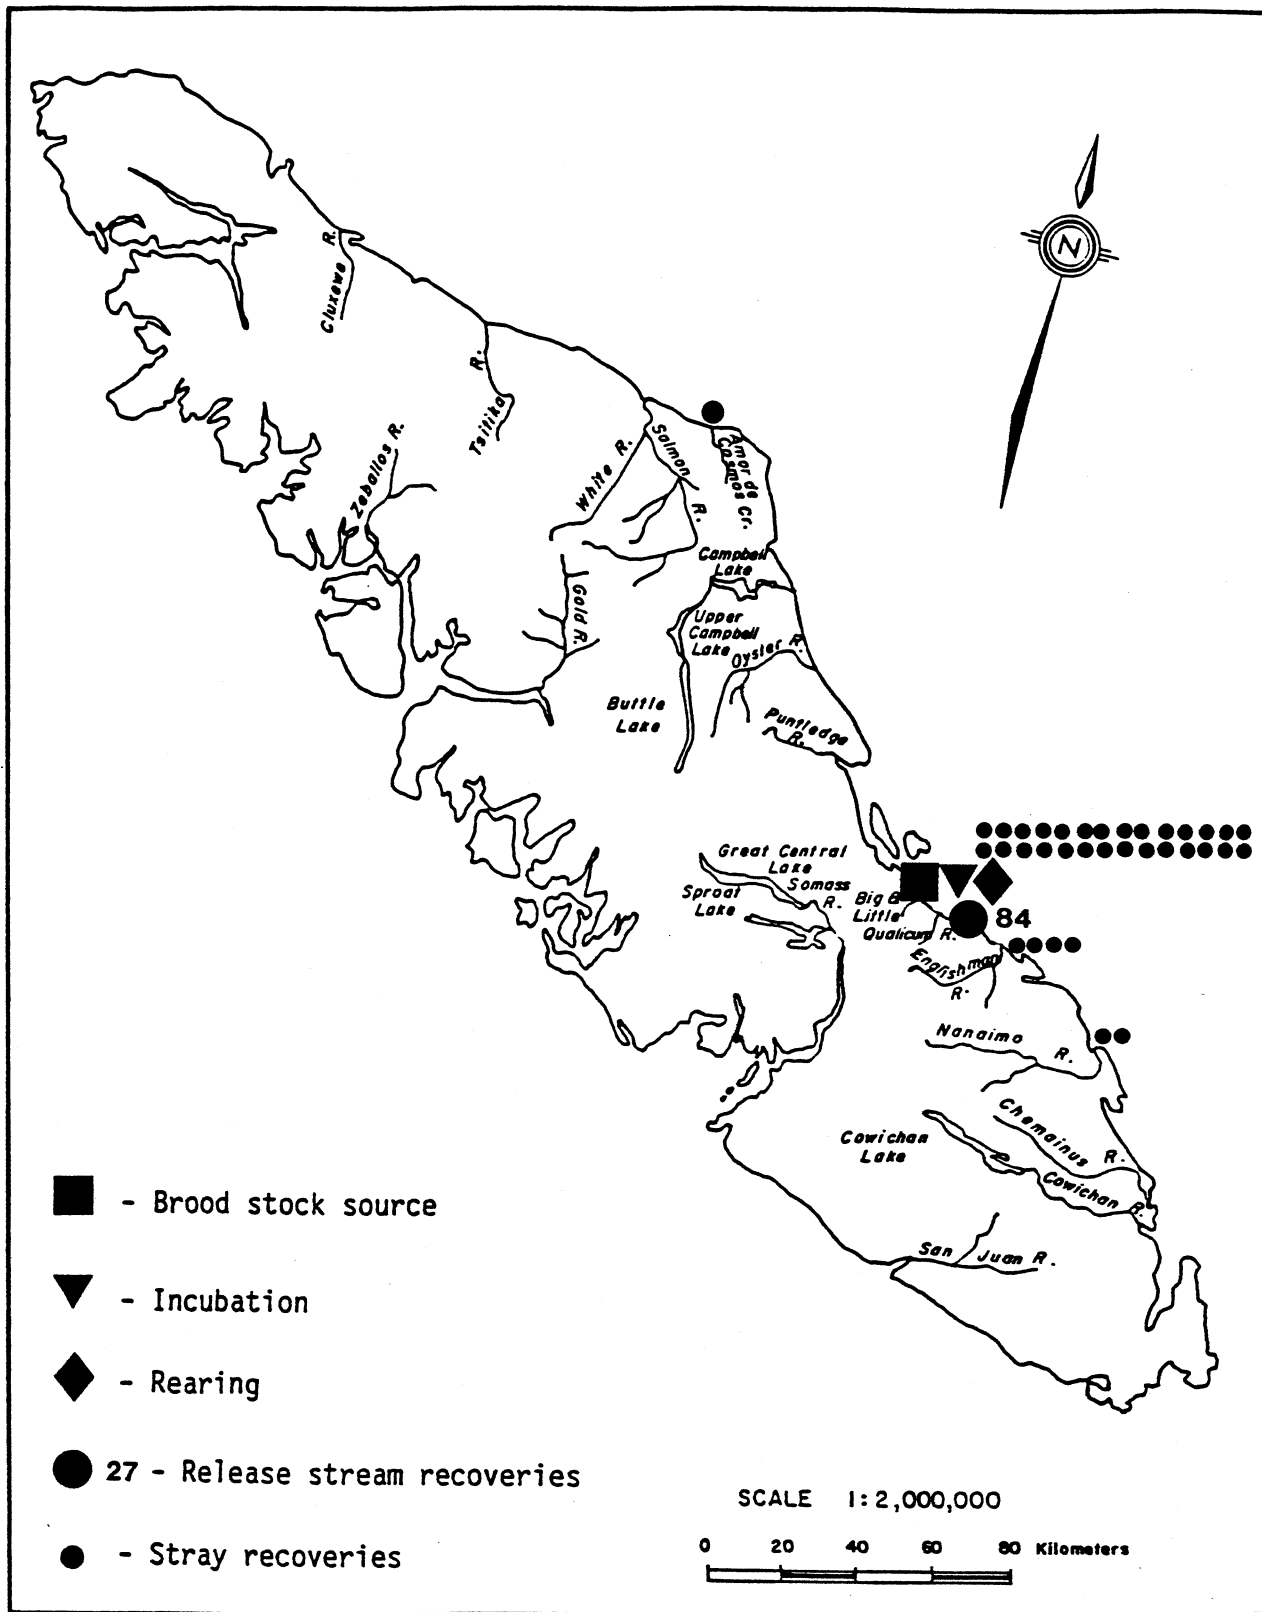 N
Cluxewe R.
Tsitika R.
Zeballos R.
White R.
Salmon R.
Amor de
Cosmos Cr.
Campbell
Lake
Gold R.
Upper
Campbell
Lake
Oyster R.
Buttle
Lake
Puntledge
R.
Great Central
Lake
Somass
R.
Sproat
Lake
Big &
Little
Qualicum R.
84
Englishman
R.
Nanaimo R.
Chemainus R.
Cowichan
Lake
Cowichan R.
San Juan R.
- Brood stock source
- Incubation
- Rearing
27 - Release stream recoveries
- Stray recoveries
SCALE 1:2,000,000
0 20 40 60 80 Kilometers